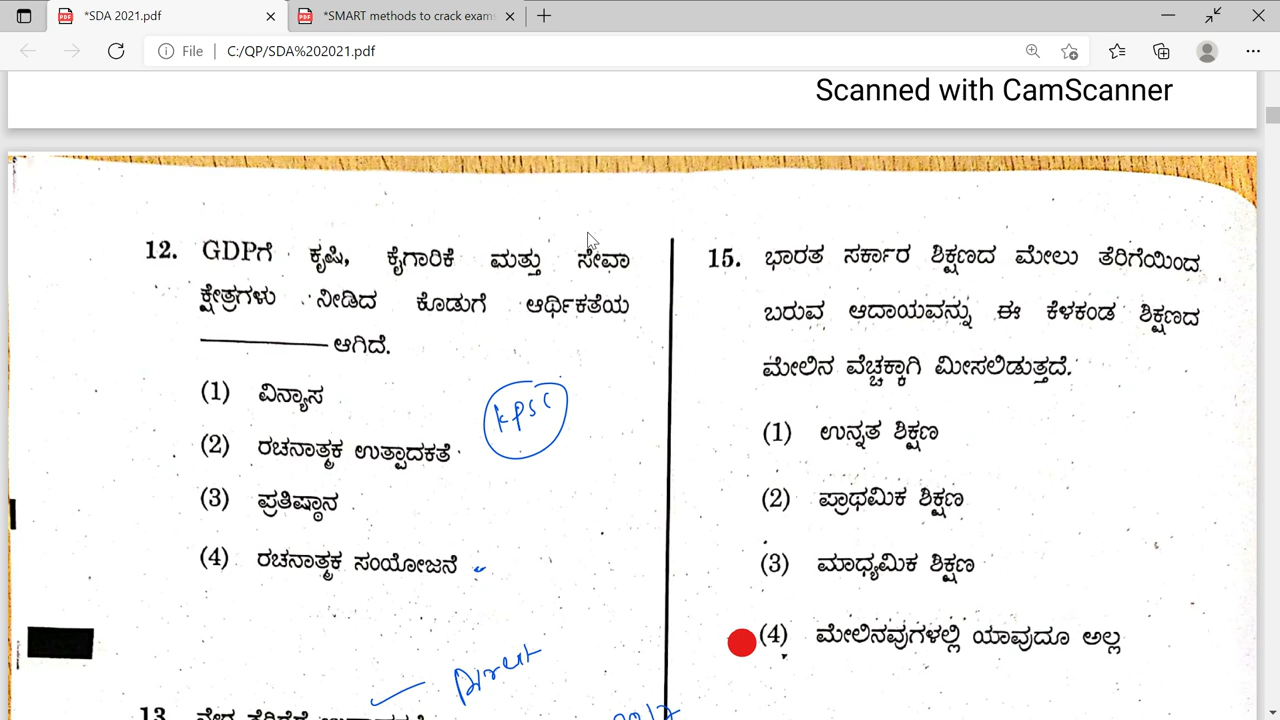 *SDA 2021.pdf
*SMART methods to crack exam
File
C:/QP/SDA%202021.pdf
Scanned with CamScanner
12. GDPಗೆ ಕೃಷಿ, ಕೈಗಾರಿಕೆ ಮತ್ತು ಸೇವಾ
ಕ್ಷೇತ್ರಗಳು ನೀಡಿದ ಕೊಡುಗೆ ಆರ್ಥಿಕತೆಯ
———— ಆಗಿದೆ.
(1) ವಿನ್ಯಾಸ
(2) ರಚನಾತ್ಮಕ ಉತ್ಪಾದಕತೆ
(3) ಪ್ರತಿಷ್ಠಾನ
(4) ರಚನಾತ್ಮಕ ಸಂಯೋಜನೆ
kpsc
Direct
13
2017
15. ಭಾರತ ಸರ್ಕಾರ ಶಿಕ್ಷಣದ ಮೇಲು ತೆರಿಗೆಯಿಂದ
ಬರುವ ಆದಾಯವನ್ನು ಈ ಕೆಳಕಂಡ ಶಿಕ್ಷಣದ
ಮೇಲಿನ ವೆಚ್ಚಕ್ಕಾಗಿ ಮೀಸಲಿಡುತ್ತದೆ.
(1) ಉನ್ನತ ಶಿಕ್ಷಣ
(2) ಪ್ರಾಥಮಿಕ ಶಿಕ್ಷಣ
(3) ಮಾಧ್ಯಮಿಕ ಶಿಕ್ಷಣ
(4) ಮೇಲಿನವುಗಳಲ್ಲಿ ಯಾವುದೂ ಅಲ್ಲ